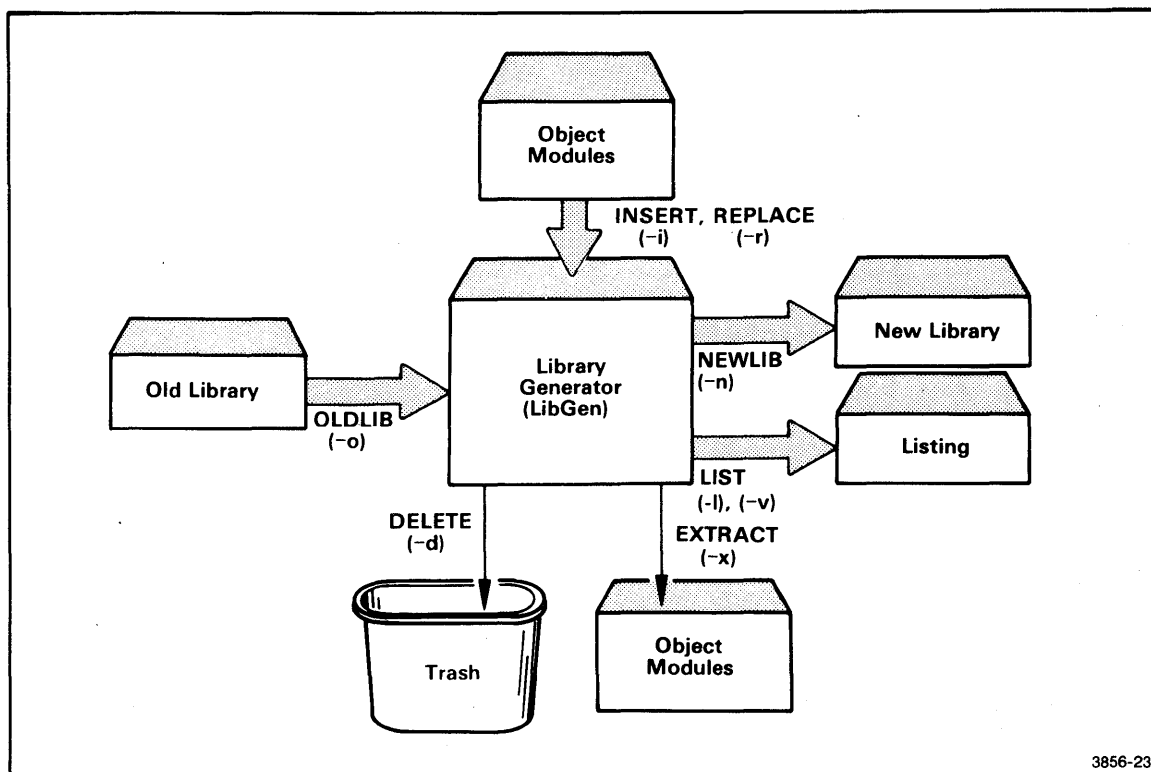 Object
Modules
INSERT, REPLACE
(-i) (-r)
Old Library
OLDLIB
(-o)
Library
Generator
(LibGen)
NEWLIB
(-n)
New Library
Listing
LIST
(-l), (-v)
DELETE
(-d)
EXTRACT
(-x)
Trash
Object
Modules
3856-23